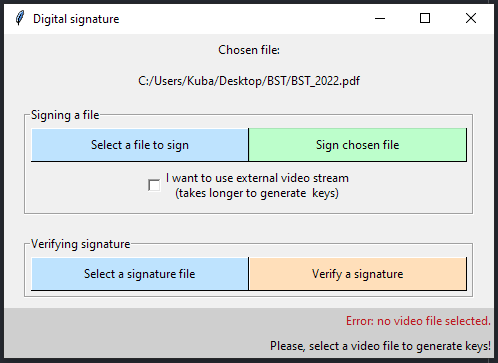 Digital signature
Chosen file:
C:/Users/Kuba/Desktop/BST/BST_2022.pdf
Signing a file
Select a file to sign
Sign chosen file
I want to use external video stream
(takes longer to generate  keys)
Verifying signature
Select a signature file
Verify a signature
Error: no video file selected.
Please, select a video file to generate keys!